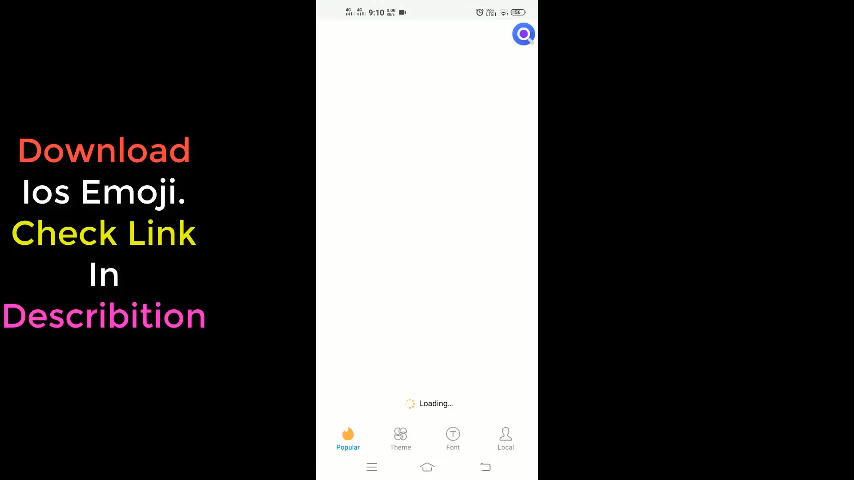 9:10
Download
Ios Emoji.
Check Link
In
Describition
Loading...
Popular
Theme
Font
Local